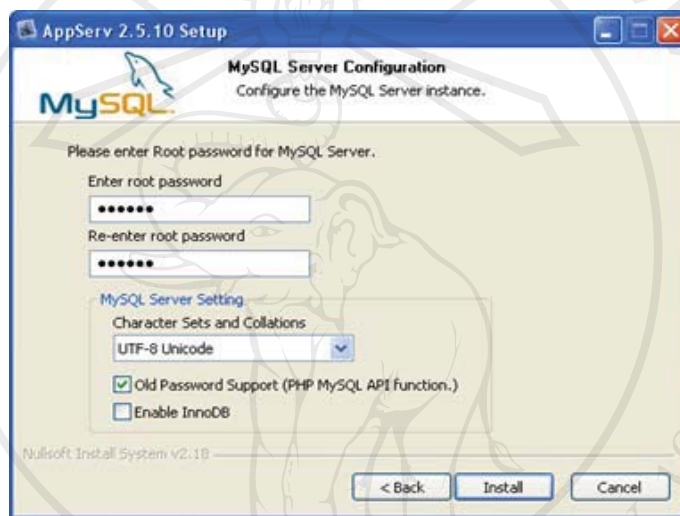 AppServ 2.5.10 Setup
MySQL Server Configuration
Configure the MySQL Server instance.
MySQL
Please enter Root password for MySQL Server.
Enter root password
••••••
Re-enter root password
••••••
MySQL Server Setting
Character Sets and Collations
UTF-8 Unicode
Old Password Support (PHP MySQL API function.)
Enable InnoDB
Nullsoft Install System v2.18
< Back Install Cancel